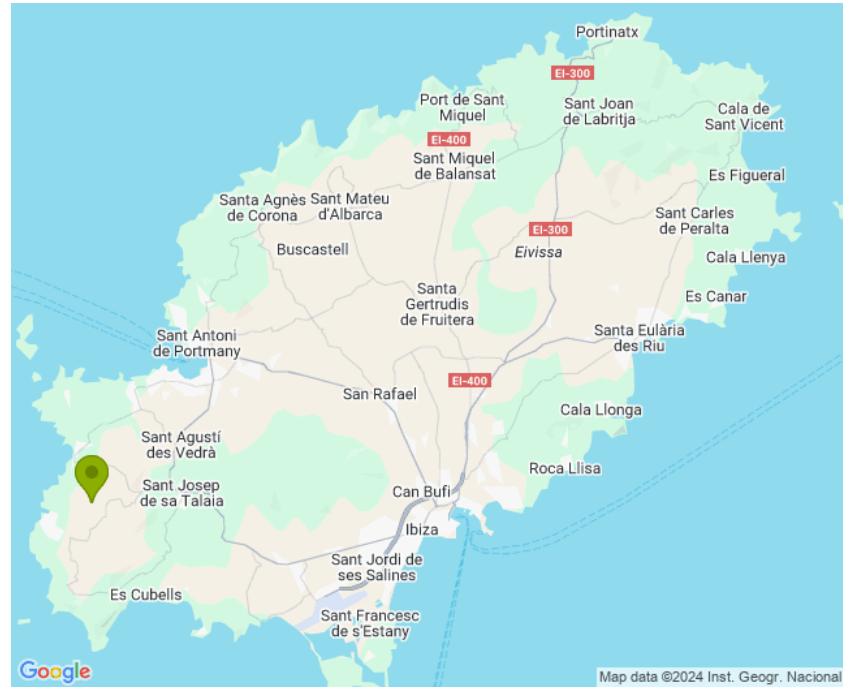 Portinatx
EI-300
Port de Sant
Miquel
Sant Joan
de Labritja
Cala de
Sant Vicent
EI-400
Sant Miquel
de Balansat
Es Figueral
Santa Agnès
de Corona
Sant Mateu
d'Albarca
Sant Carles
de Peralta
EI-300
Buscastell
Eivissa
Cala Llenya
Santa
Gertrudis
de Fruitera
Es Canar
Sant Antoni
de Portmany
Santa Eulària
des Riu
EI-400
San Rafael
Cala Llonga
Sant Agustí
des Vedrà
Roca Llisa
Sant Josep
de sa Talaia
Can Bufi
Ibiza
Sant Jordi de
ses Salines
Es Cubells
Sant Francesc
de s'Estany
Google
Map data ©2024 Inst. Geogr. Nacional